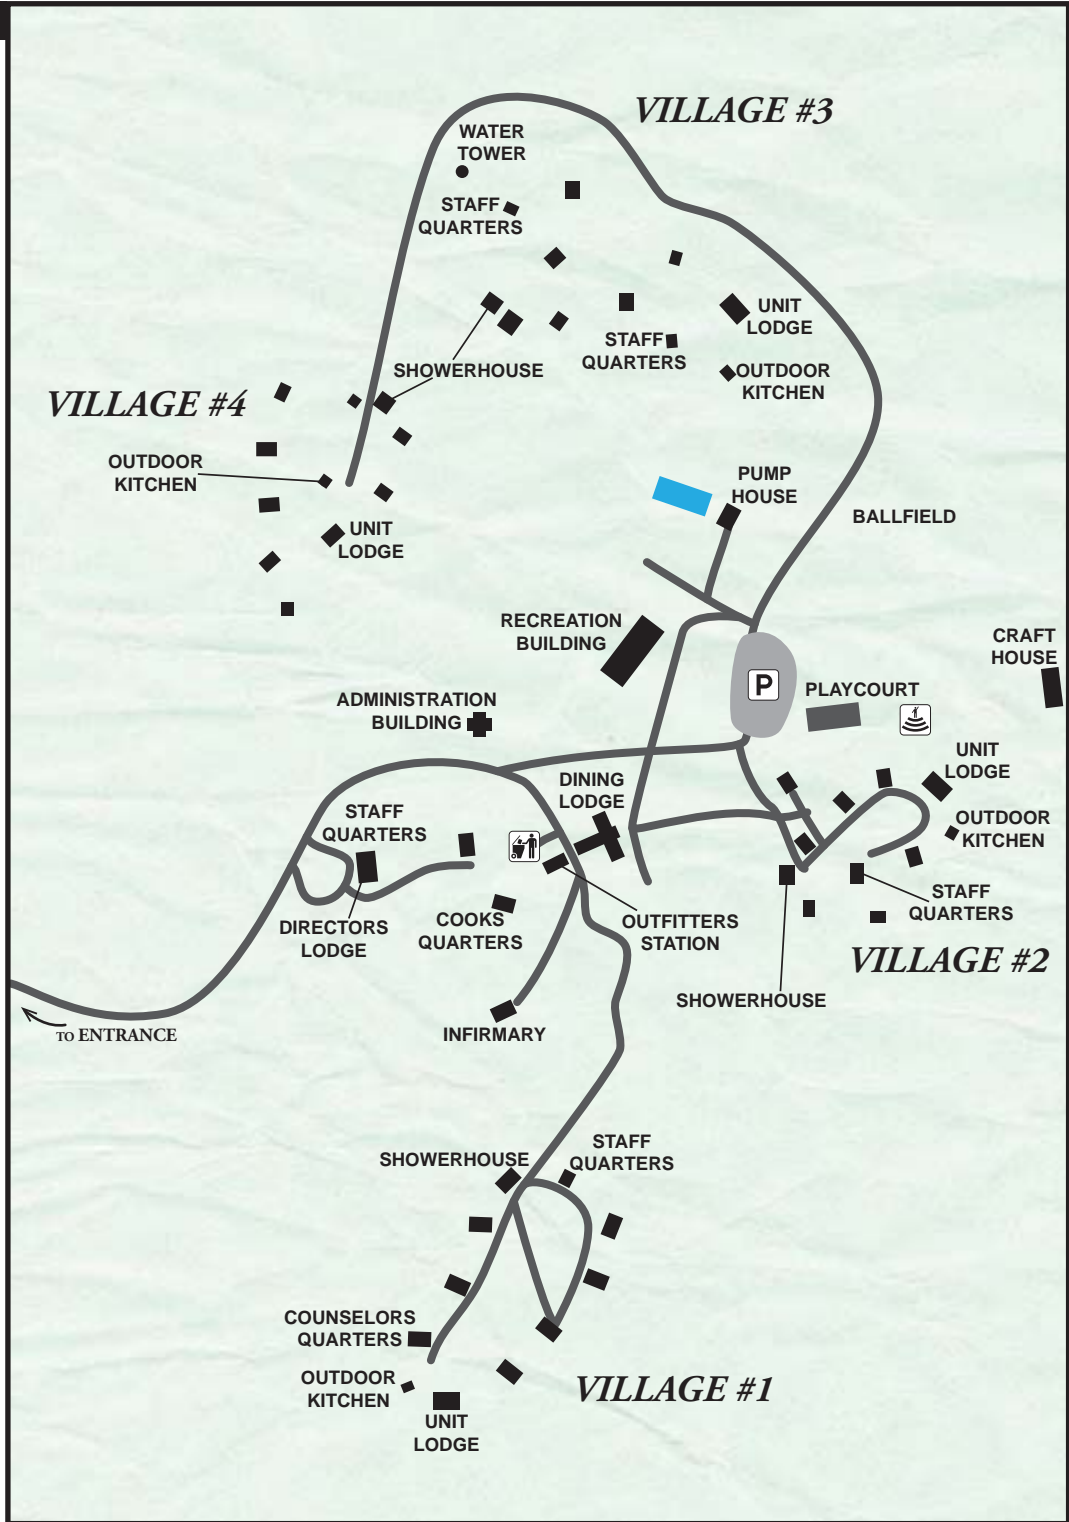 VILLAGE #3
WATER
TOWER
STAFF
QUARTERS
UNIT
LODGE
STAFF
QUARTERS
SHOWERHOUSE
OUTDOOR
KITCHEN
VILLAGE #4
OUTDOOR
KITCHEN
PUMP
HOUSE
BALLFIELD
UNIT
LODGE
RECREATION
BUILDING
CRAFT
HOUSE
P
PLAYCOURT
ADMINISTRATION
BUILDING
UNIT
LODGE
DINING
LODGE
STAFF
QUARTERS
OUTDOOR
KITCHEN
STAFF
QUARTERS
DIRECTORS
LODGE
COOKS
QUARTERS
OUTFITTERS
STATION
VILLAGE #2
SHOWERHOUSE
TO ENTRANCE
INFIRMARY
STAFF
QUARTERS
SHOWERHOUSE
COUNSELORS
QUARTERS
OUTDOOR
KITCHEN
VILLAGE #1
UNIT
LODGE